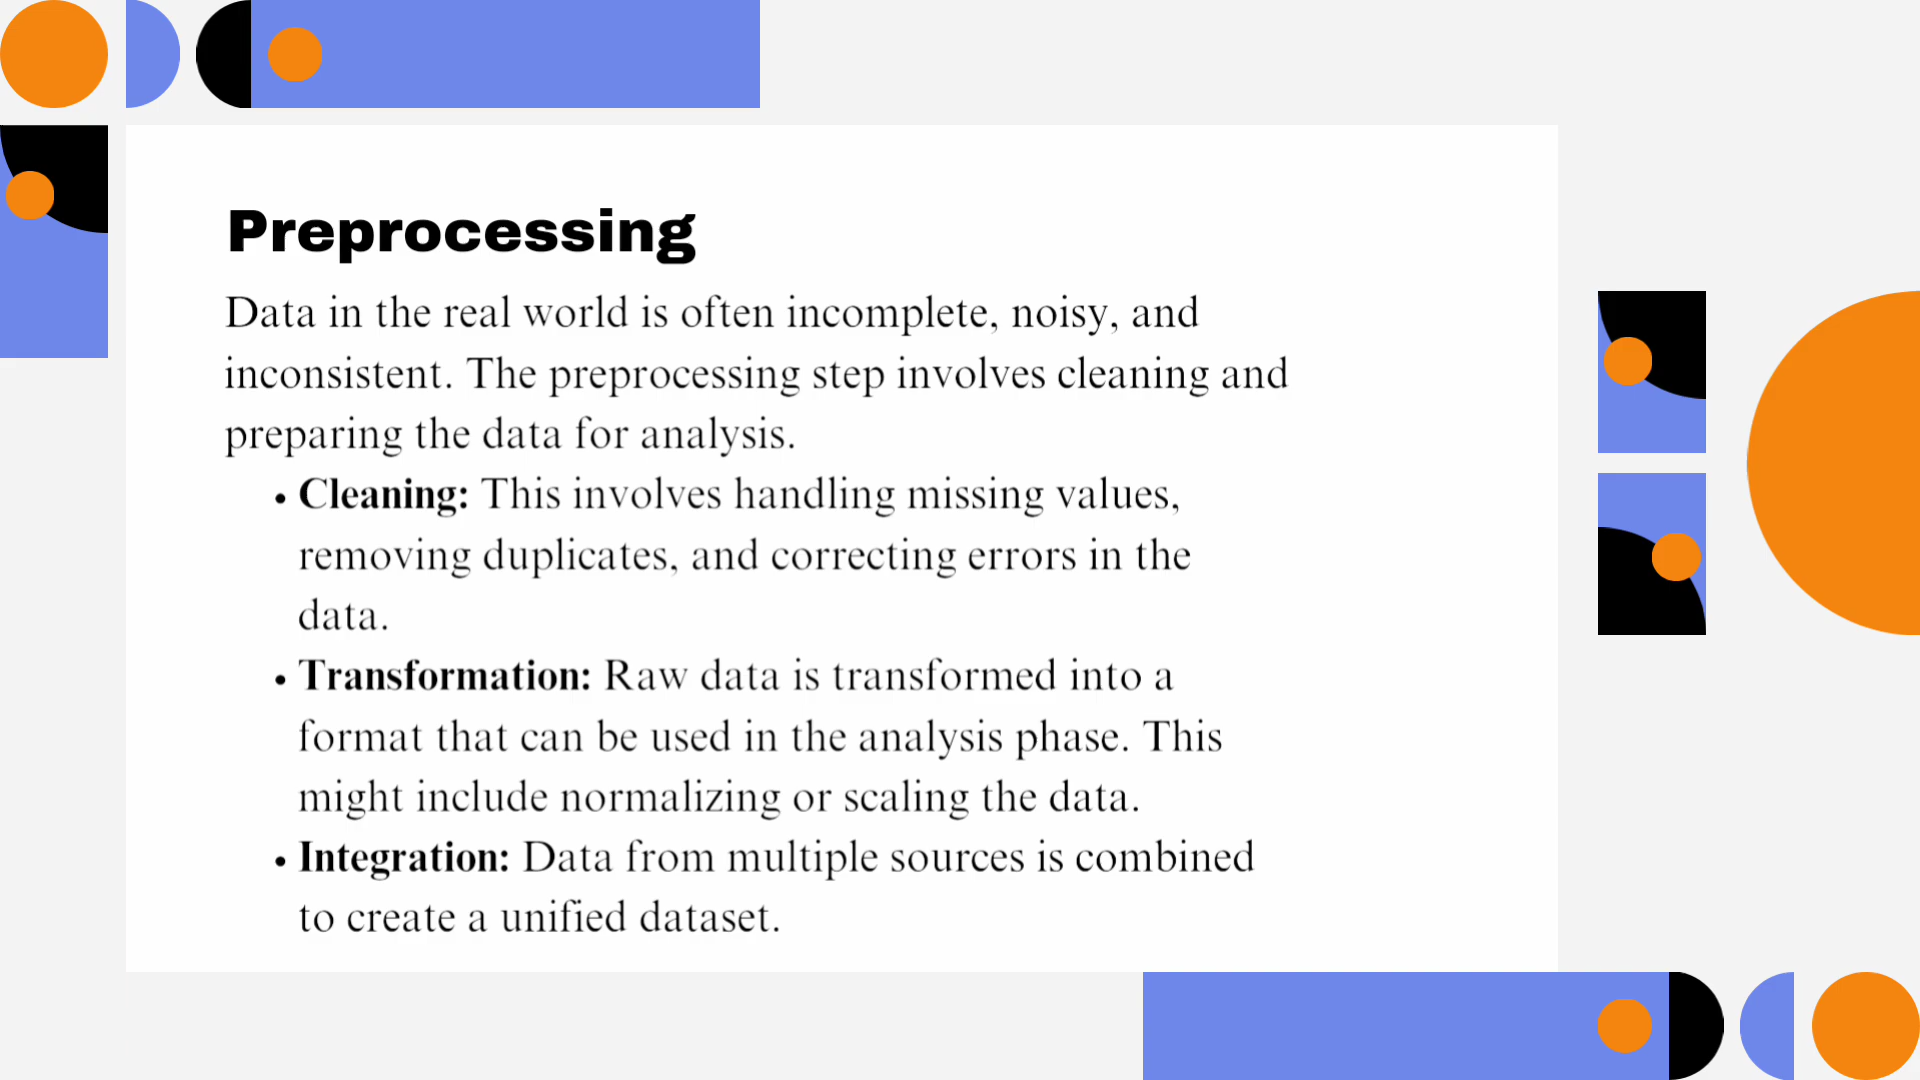 Preprocessing
Data in the real world is often incomplete, noisy, and
inconsistent. The preprocessing step involves cleaning and
preparing the data for analysis.
• Cleaning: This involves handling missing values,
removing duplicates, and correcting errors in the
data.
• Transformation: Raw data is transformed into a
format that can be used in the analysis phase. This
might include normalizing or scaling the data.
• Integration: Data from multiple sources is combined
to create a unified dataset.